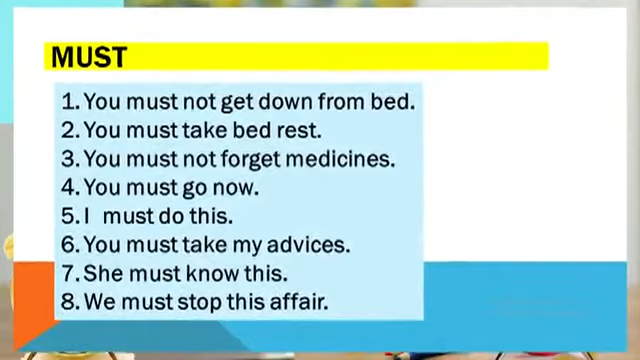 MUST
1. You must not get down from bed.
2. You must take bed rest.
3. You must not forget medicines.
4. You must go now.
5. I must do this.
6. You must take my advices.
7. She must know this.
8. We must stop this affair.